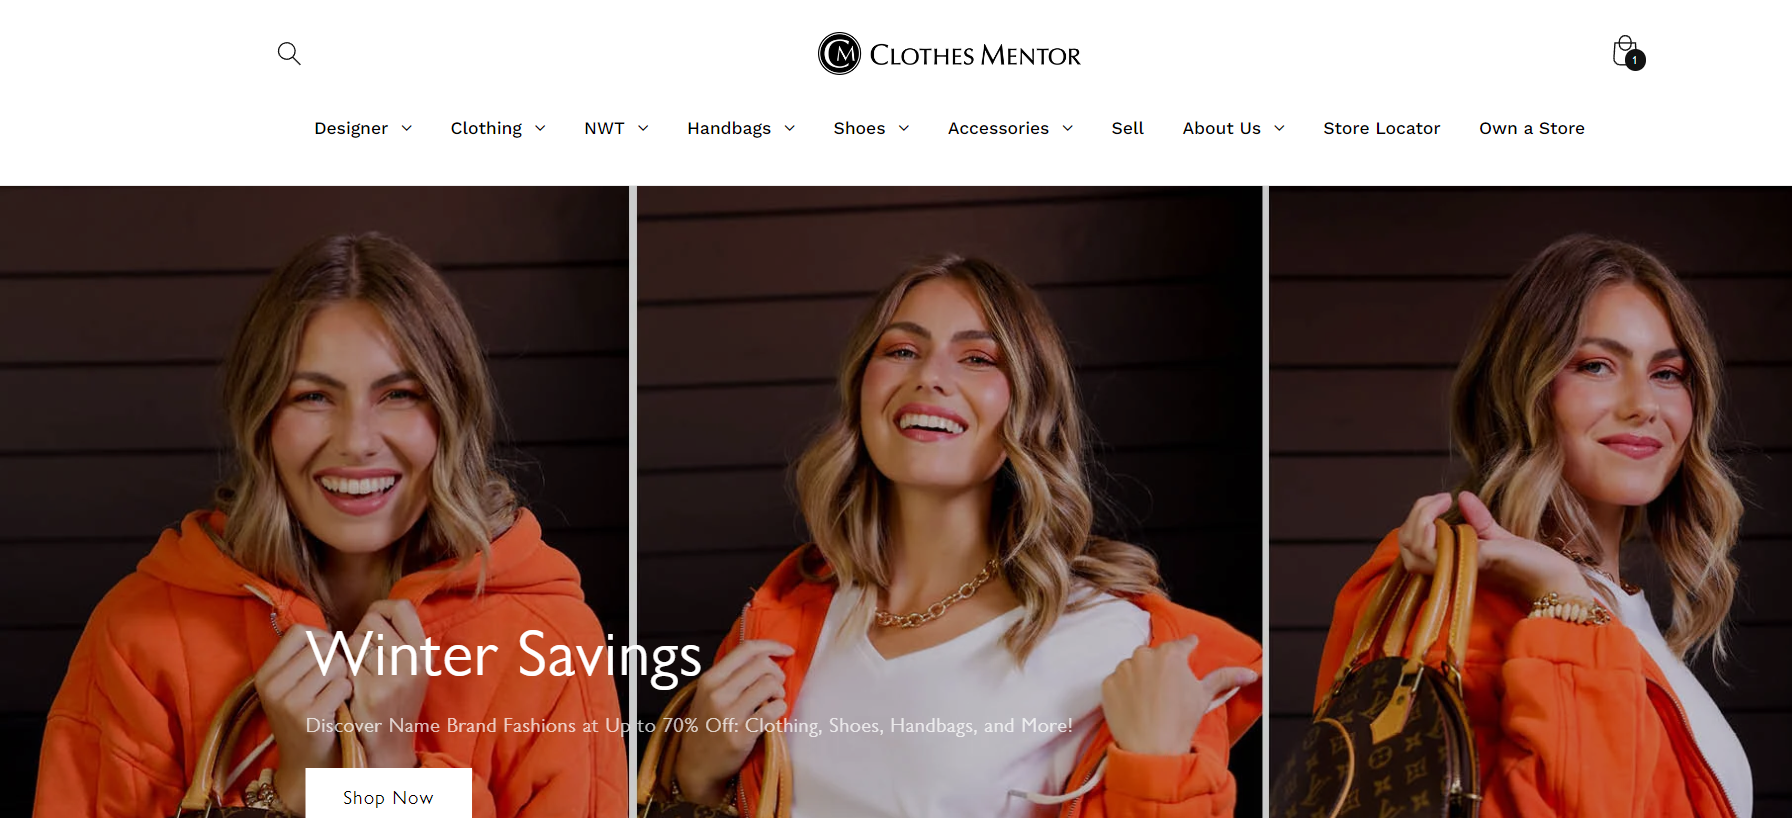 CM CLOTHES MENTOR
1
Designer Clothing NWT Handbags Shoes Accessories Sell About Us Store Locator Own a Store
Winter Savings
Discover Name Brand Fashions at Up to 70% Off: Clothing, Shoes, Handbags, and More!
Shop Now